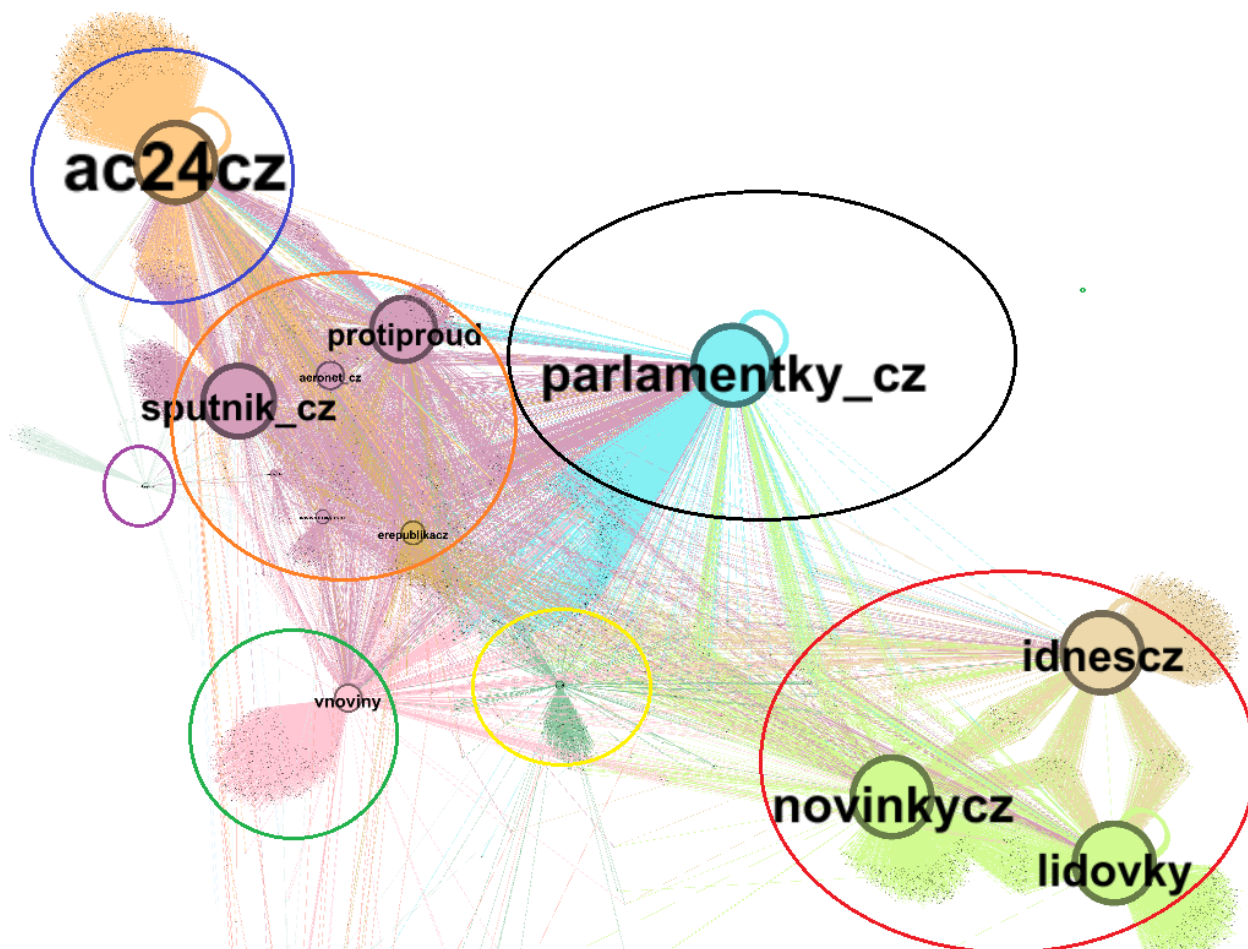 ac24cz
protiproud
parlamentky_cz
aeronet_cz
sputnik_cz
erepublikacz
idnescz
vnoviny
novinkycz
lidovky